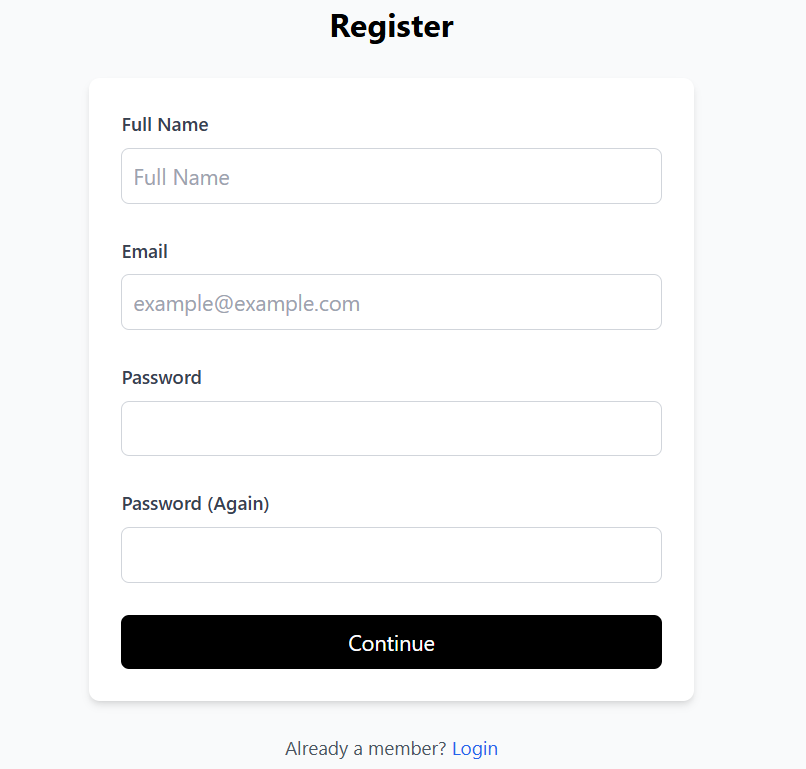 Register
Full Name
Full Name
Email
example@example.com
Password
Password (Again)
Continue
Already a member? Login